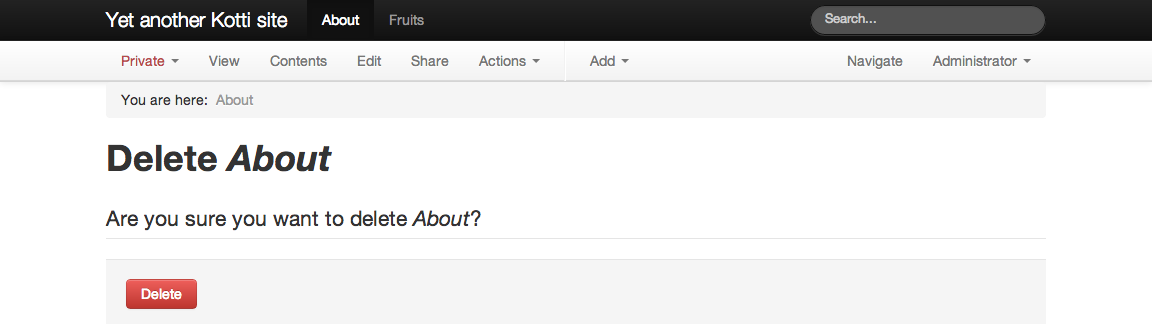 Yet another Kotti site About Fruits Search...
Private View Contents Edit Share Actions Add Navigate Administrator
You are here: About
Delete About
Are you sure you want to delete About?
Delete